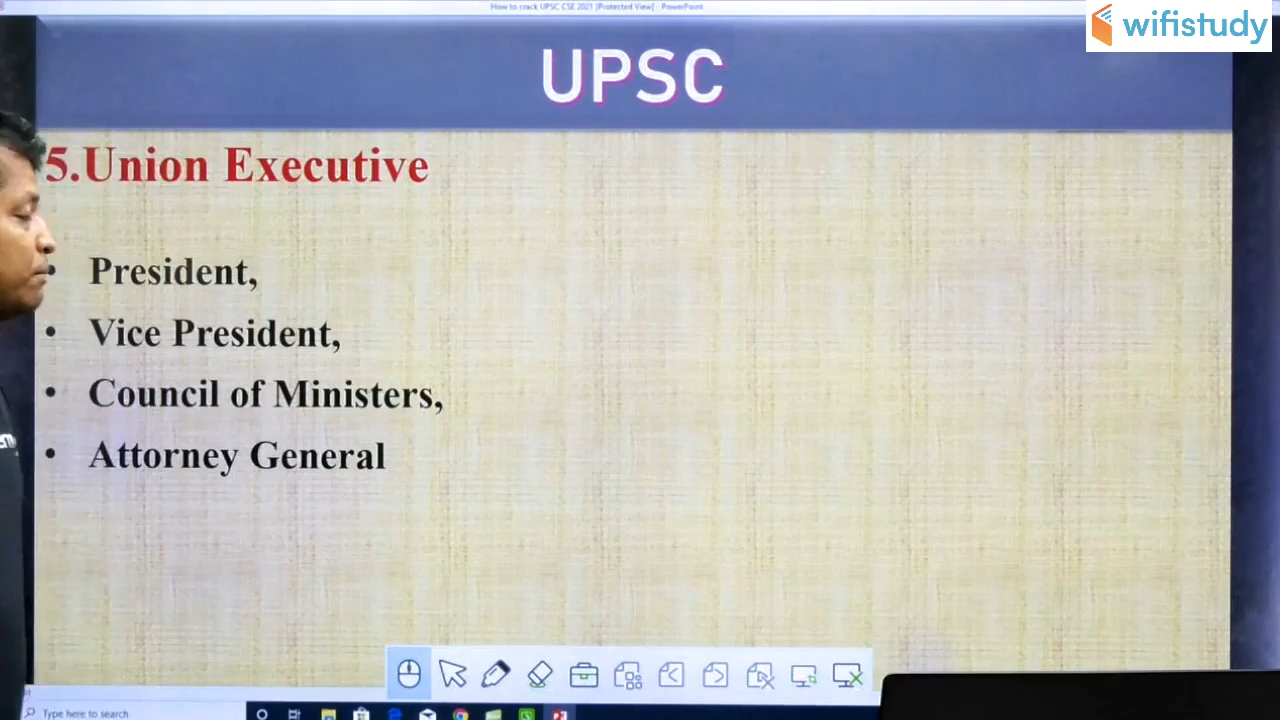 How to crack UPSC CSE 2021 [Protected View] - PowerPoint
wifistudy
UPSC
5.Union Executive
• President,
• Vice President,
• Council of Ministers,
• Attorney General
Type here to search